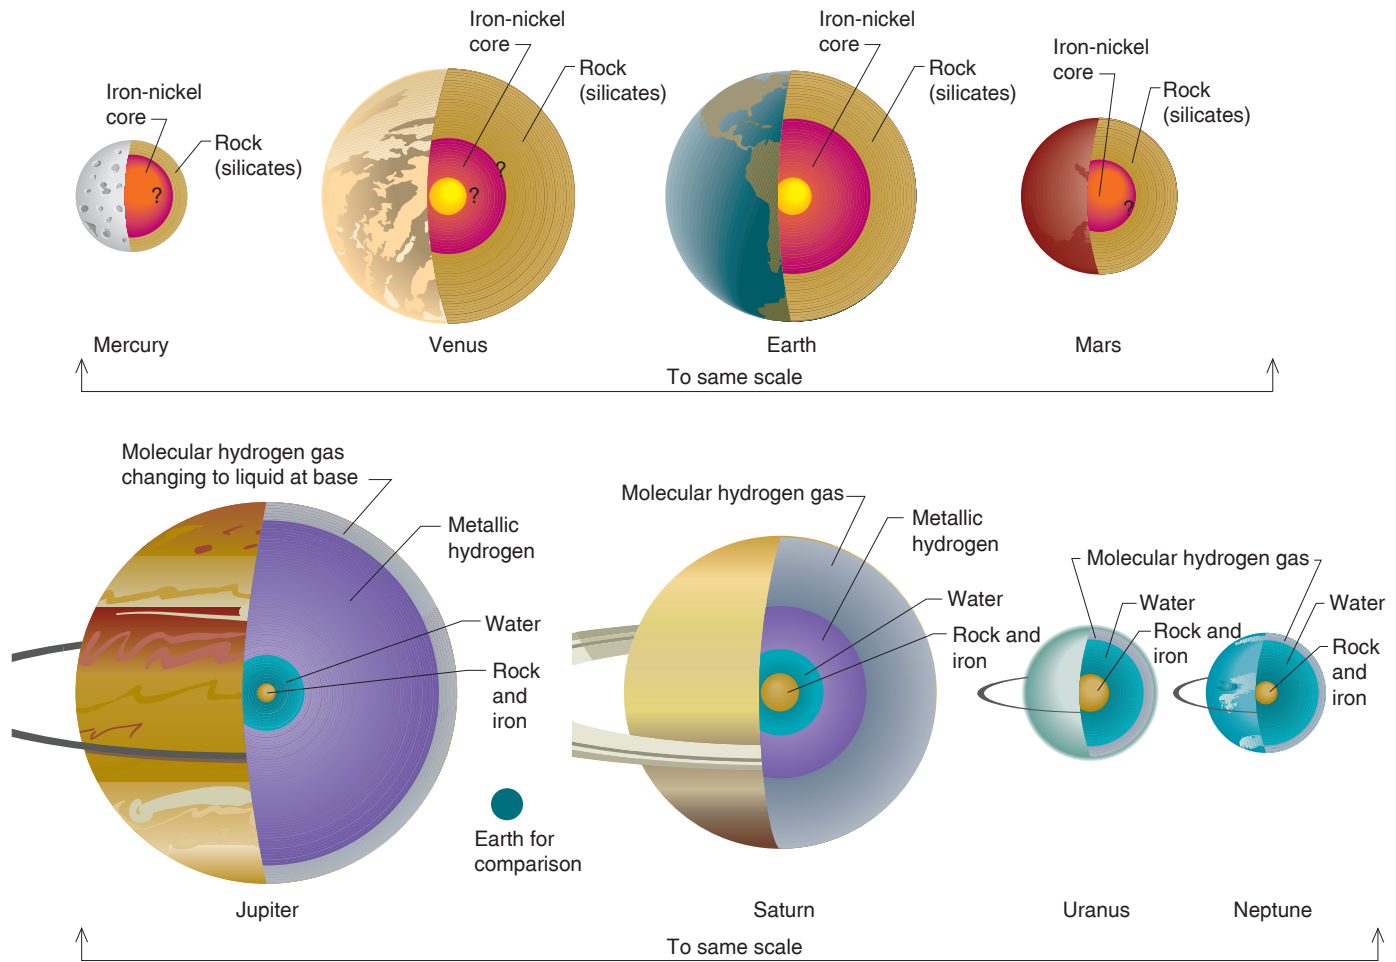 Iron-nickel
core
Rock
(silicates)
?
Mercury
Iron-nickel
core
Rock
(silicates)
?
?
Venus
Iron-nickel
core
Rock
(silicates)
Earth
Iron-nickel
core
Rock
(silicates)
?
Mars
To same scale
Molecular hydrogen gas
changing to liquid at base
Metallic
hydrogen
Water
Rock
and
iron
Earth for
comparison
Jupiter
Molecular hydrogen gas
Metallic
hydrogen
Water
Rock and
iron
Saturn
Molecular hydrogen gas
Water
Rock and
iron
Uranus
Water
Rock
and
iron
Neptune
To same scale